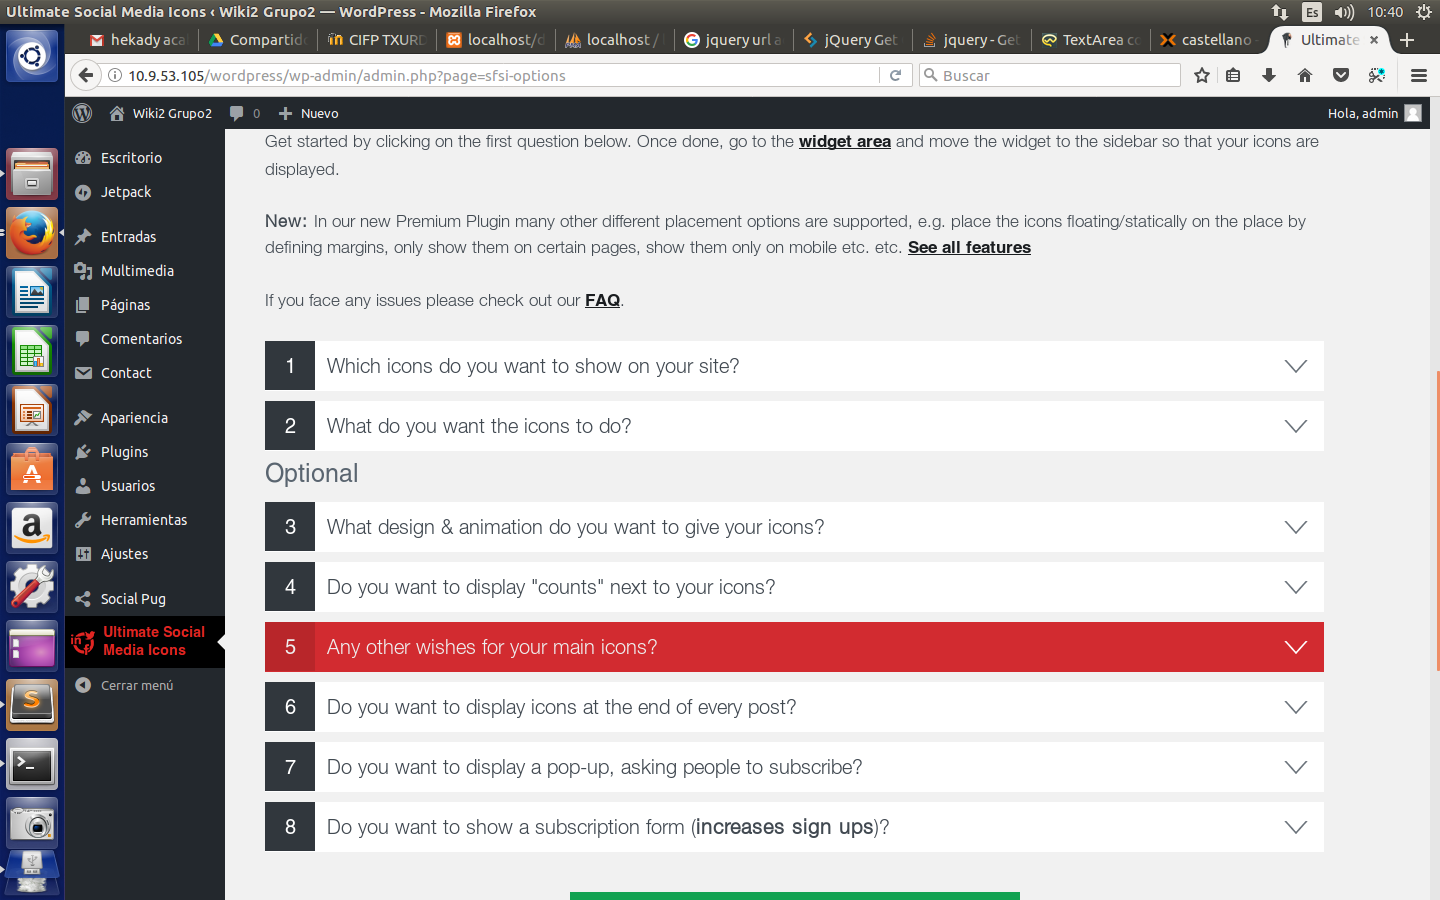 Ultimate Social Media Icons ‹ Wiki2 Grupo2 — WordPress - Mozilla Firefox
Es
10:40
hekady aca
Compartido
CIFP TXURD
localhost/d
localhost / l
jquery url a
jQuery Get
jquery - Get
TextArea co
castellano -
Ultimate
10.9.53.105/wordpress/wp-admin/admin.php?page=sfsi-options
Buscar
Wiki2 Grupo2
0
Nuevo
Hola, admin
Escritorio
Jetpack
Entradas
Multimedia
Páginas
Comentarios
Contact
Apariencia
Plugins
Usuarios
Herramientas
Ajustes
Social Pug
Ultimate Social
Media Icons
Cerrar menú
Get started by clicking on the first question below. Once done, go to the widget area and move the widget to the sidebar so that your icons are
displayed.
New: In our new Premium Plugin many other different placement options are supported, e.g. place the icons floating/statically on the place by
defining margins, only show them on certain pages, show them only on mobile etc. etc. See all features
If you face any issues please check out our FAQ.
1 Which icons do you want to show on your site?
2 What do you want the icons to do?
Optional
3 What design & animation do you want to give your icons?
4 Do you want to display "counts" next to your icons?
5 Any other wishes for your main icons?
6 Do you want to display icons at the end of every post?
7 Do you want to display a pop-up, asking people to subscribe?
8 Do you want to show a subscription form (increases sign ups)?